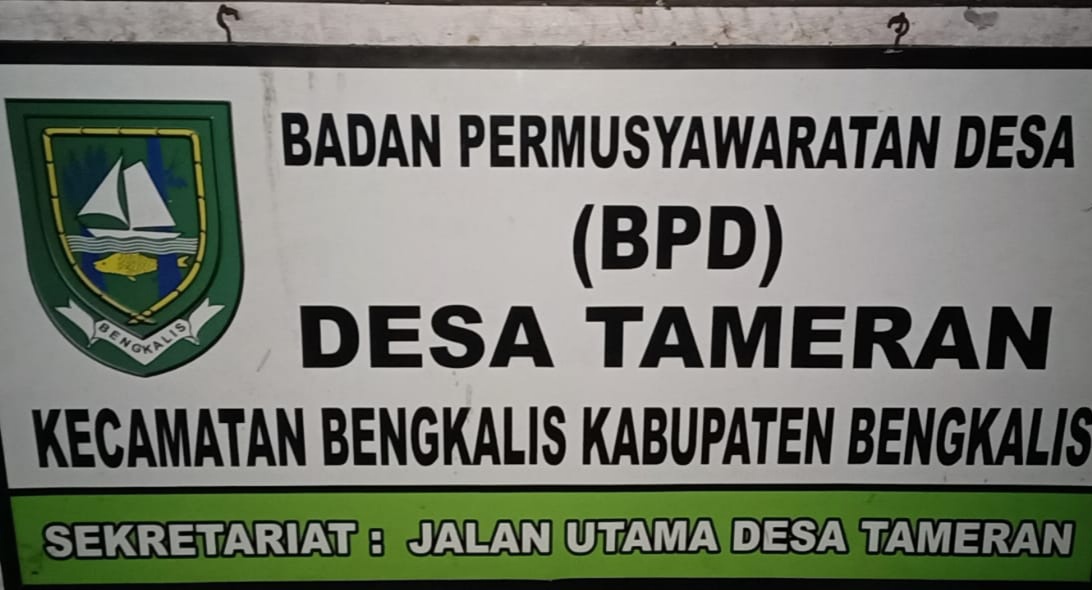 BADAN PERMUSYAWARATAN DESA
(BPD)
DESA TAMERAN
KECAMATAN BENGKALIS KABUPATEN BENGKALIS
BENGKALIS
SEKRETARIAT : JALAN UTAMA DESA TAMERAN